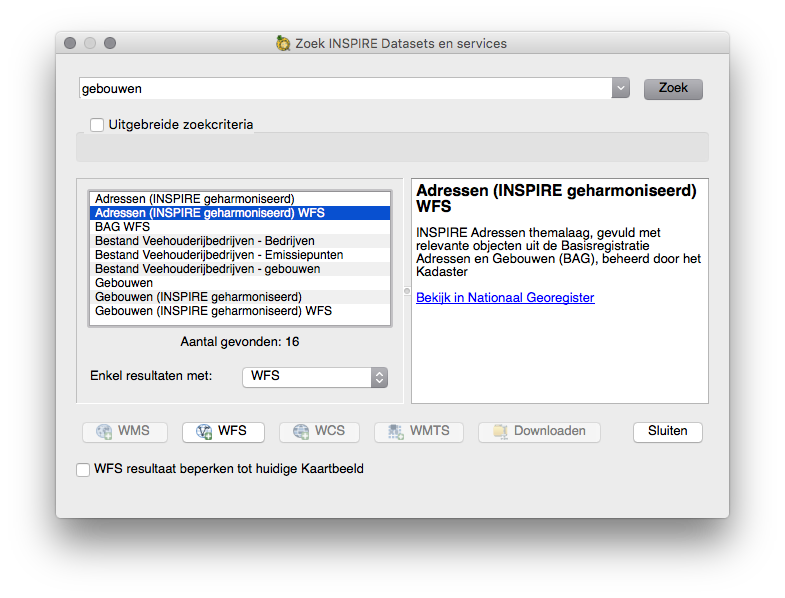 Zoek INSPIRE Datasets en services
gebouwen
Zoek
Uitgebreide zoekcriteria
Adressen (INSPIRE geharmoniseerd)
Adressen (INSPIRE geharmoniseerd) WFS
BAG WFS
Bestand Veehouderijbedrijven - Bedrijven
Bestand Veehouderijbedrijven - Emissiepunten
Bestand Veehouderijbedrijven - gebouwen
Gebouwen
Gebouwen (INSPIRE geharmoniseerd)
Gebouwen (INSPIRE geharmoniseerd) WFS
Aantal gevonden: 16
Enkel resultaten met:
WFS
Adressen (INSPIRE geharmoniseerd)
WFS
INSPIRE Adressen themalaag, gevuld met
relevante objecten uit de Basisregistratie
Adressen en Gebouwen (BAG), beheerd door het
Kadaster
Bekijk in Nationaal Georegister
WMS
WFS
WCS
WMTS
Downloaden
Sluiten
WFS resultaat beperken tot huidige Kaartbeeld